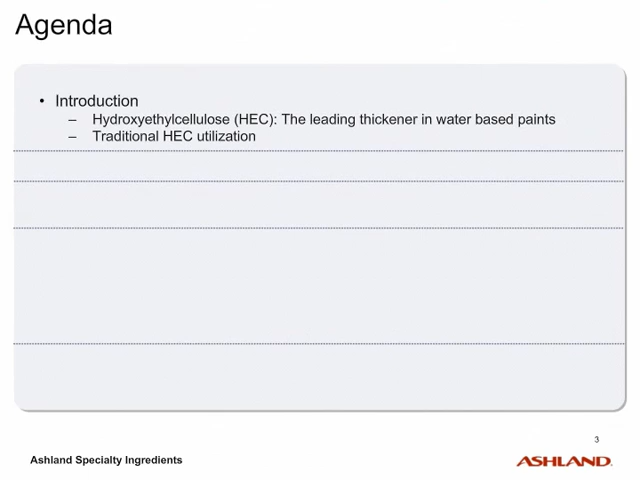 Agenda
• Introduction
– Hydroxyethylcellulose (HEC): The leading thickener in water based paints
– Traditional HEC utilization
3
Ashland Specialty Ingredients
ASHLAND.